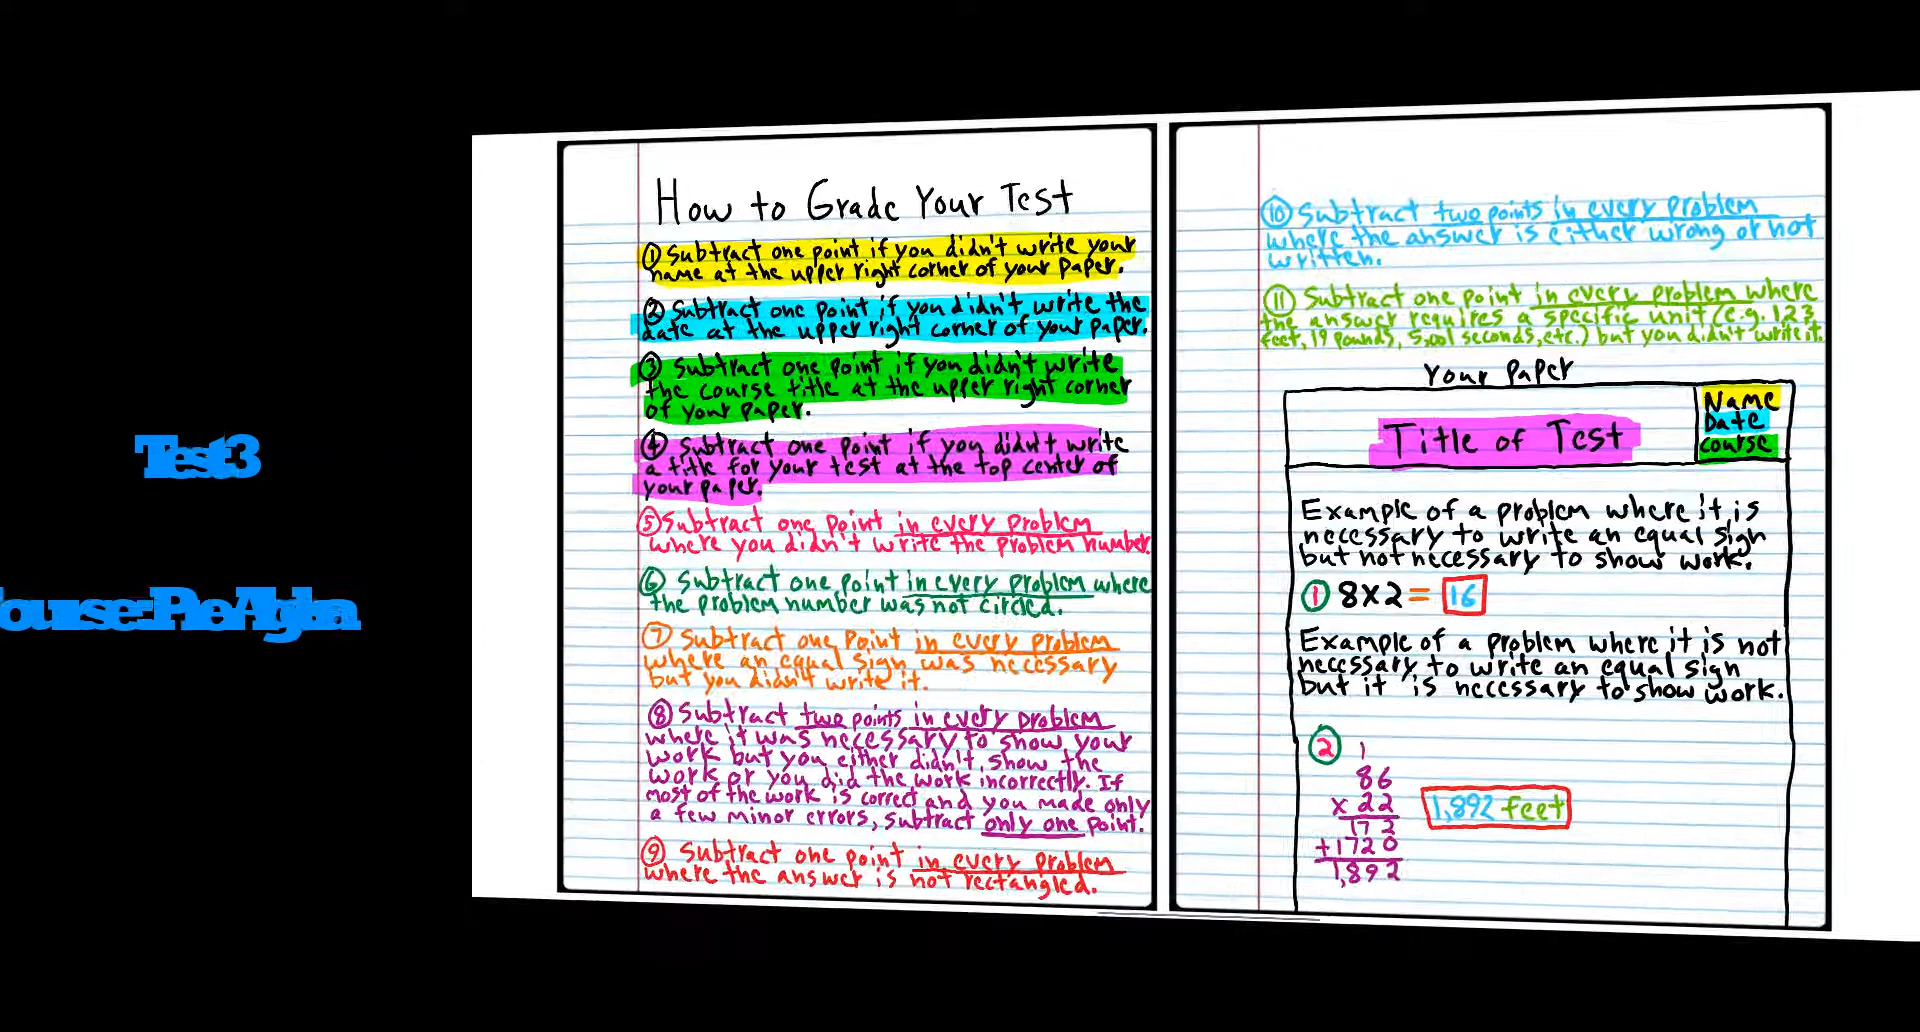 Test 3
Course:-Pre Algebra
How to Grade Your Test
① Subtract one point if you didn't write your
name at the upper right corner of your paper.
② Subtract one point if you didn't write the
date at the upper right corner of your paper.
③ Subtract one point if you didn't write
the course title at the upper right corner
of your paper.
④ Subtract one point if you didn't write
a title for your test at the top center of
your paper.
⑤ Subtract one point in every problem
where you didn't write the problem number.
⑥ Subtract one point in every problem where
the problem number was not circled.
⑦ Subtract one point in every problem
where an equal sign was necessary
but you didn't write it.
⑧ Subtract two points in every problem
where it was necessary to show your
work but you either didn't show the
work or you did the work incorrectly. If
most of the work is correct and you made only
a few minor errors, subtract only one point.
⑨ Subtract one point in every problem
where the answer is not rectangled.
⑩ Subtract two points in every problem
where the answer is either wrong or not
written.
⑪ Subtract one point in every problem where
the answer requires a specific unit (e.g. 123
feet, 19 pounds, 5,001 seconds, etc.) but you didn't write it.
Your Paper
Title of Test
Name
Date
Course
Example of a problem where it is
necessary to write an equal sign
but not necessary to show work.
① 8x2 = 16
Example of a problem where it is not
necessary to write an equal sign
but it is necessary to show work.
② 1
86
x 22
172
+1720
1,892
1,892 feet